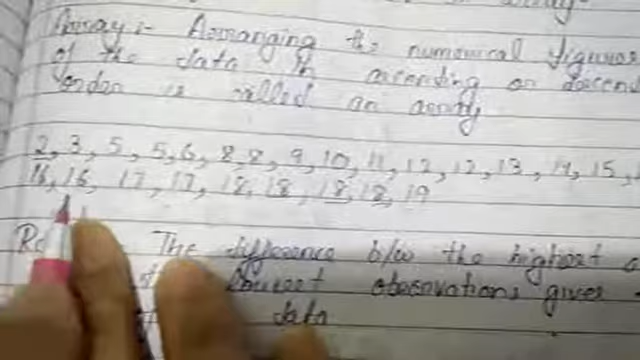 Array :- Arranging the numerical figures
of the data in ascending or descend
order is called an array
2, 3, 5, 5, 6, 8, 8, 9, 10, 11, 12, 12, 13, 14, 15,
16, 16, 17, 17, 18, 18, 18, 18, 19
The difference b/w the highest
lowest observations gives
data